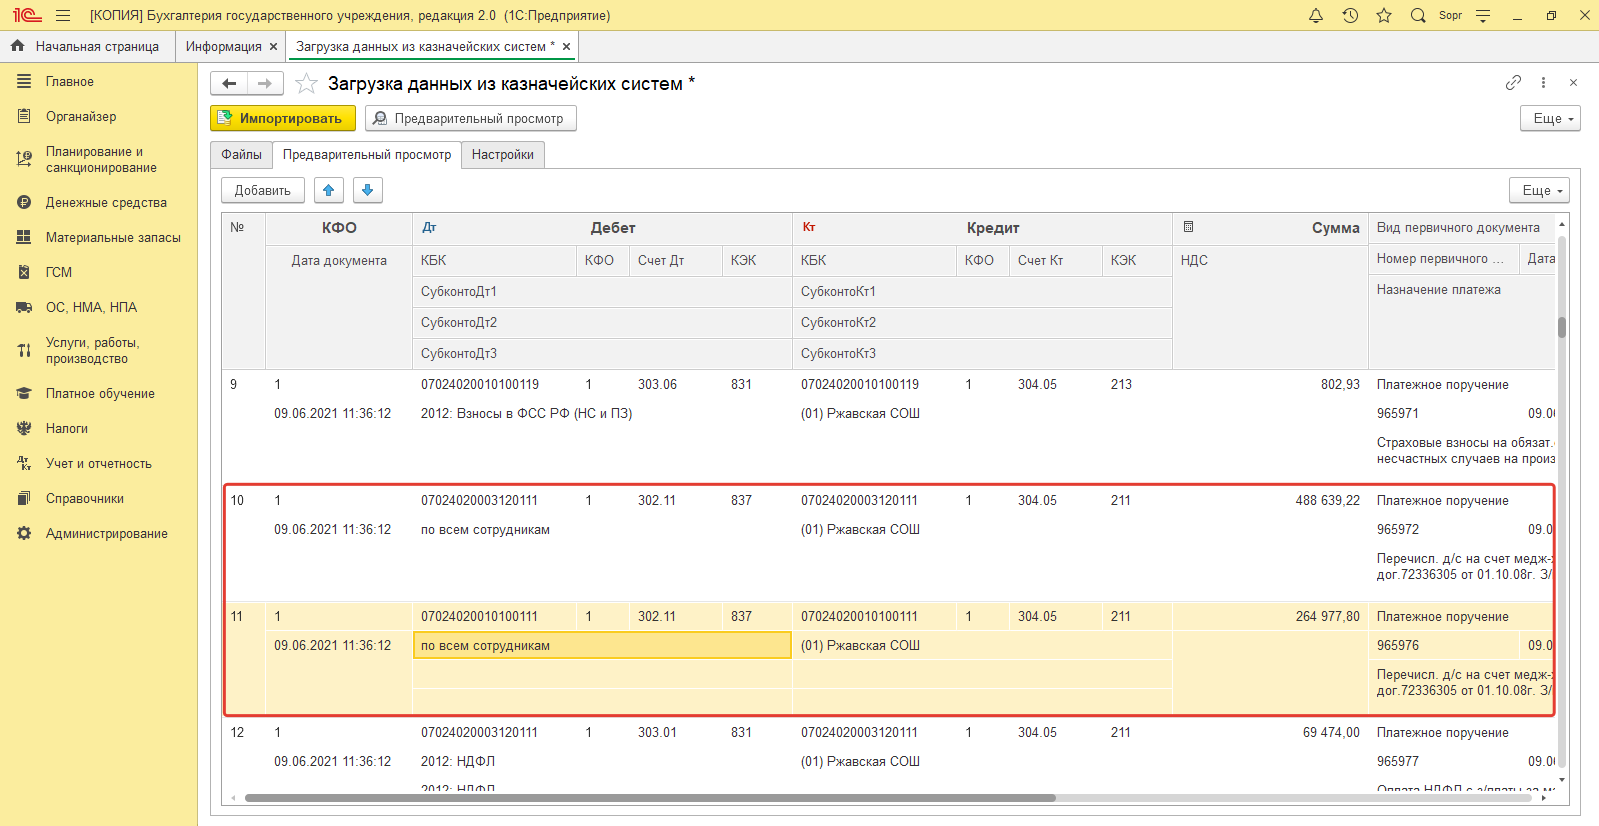 [КОПИЯ] Бухгалтерия государственного учреждения, редакция 2.0 (1С:Предприятие)
Sopr
Начальная страница
Информация ×
Загрузка данных из казначейских систем * ×
Главное
Органайзер
Планирование и
санкционирование
Денежные средства
Материальные запасы
ГСМ
ОС, НМА, НПА
Услуги, работы,
производство
Платное обучение
Налоги
Учет и отчетность
Справочники
Администрирование
Загрузка данных из казначейских систем *
Импортировать
Предварительный просмотр
Еще
Файлы
Предварительный просмотр
Настройки
Добавить
Еще
№ КФО Дт Дебет Кт Кредит Сумма Вид первичного документа
Дата документа КБК КФО Счет Дт КЭК КБК КФО Счет Кт КЭК НДС Номер первичного ... Дата
СубконтоДт1 СубконтоКт1 Назначение платежа
СубконтоДт2 СубконтоКт2
СубконтоДт3 СубконтоКт3
9 1 07024020010100119 1 303.06 831 07024020010100119 1 304.05 213 802,93 Платежное поручение
09.06.2021 11:36:12 2012: Взносы в ФСС РФ (НС и ПЗ) (01) Ржавская СОШ 965971 09.0
Страховые взносы на обязат.
несчастных случаев на произ
10 1 07024020003120111 1 302.11 837 07024020003120111 1 304.05 211 488 639,22 Платежное поручение
09.06.2021 11:36:12 по всем сотрудникам (01) Ржавская СОШ 965972 09.0
Перечисл. д/с на счет медж-
дог.72336305 от 01.10.08г. З/
11 1 07024020010100111 1 302.11 837 07024020010100111 1 304.05 211 264 977,80 Платежное поручение
09.06.2021 11:36:12 по всем сотрудникам (01) Ржавская СОШ 965976 09.0
Перечисл. д/с на счет медж-
дог.72336305 от 01.10.08г. З/
12 1 07024020003120111 1 303.01 831 07024020003120111 1 304.05 211 69 474,00 Платежное поручение
09.06.2021 11:36:12 2012: НДФЛ (01) Ржавская СОШ 965977 09.0
2012: НДФЛ Оплата НДФЛ с з/платы за м